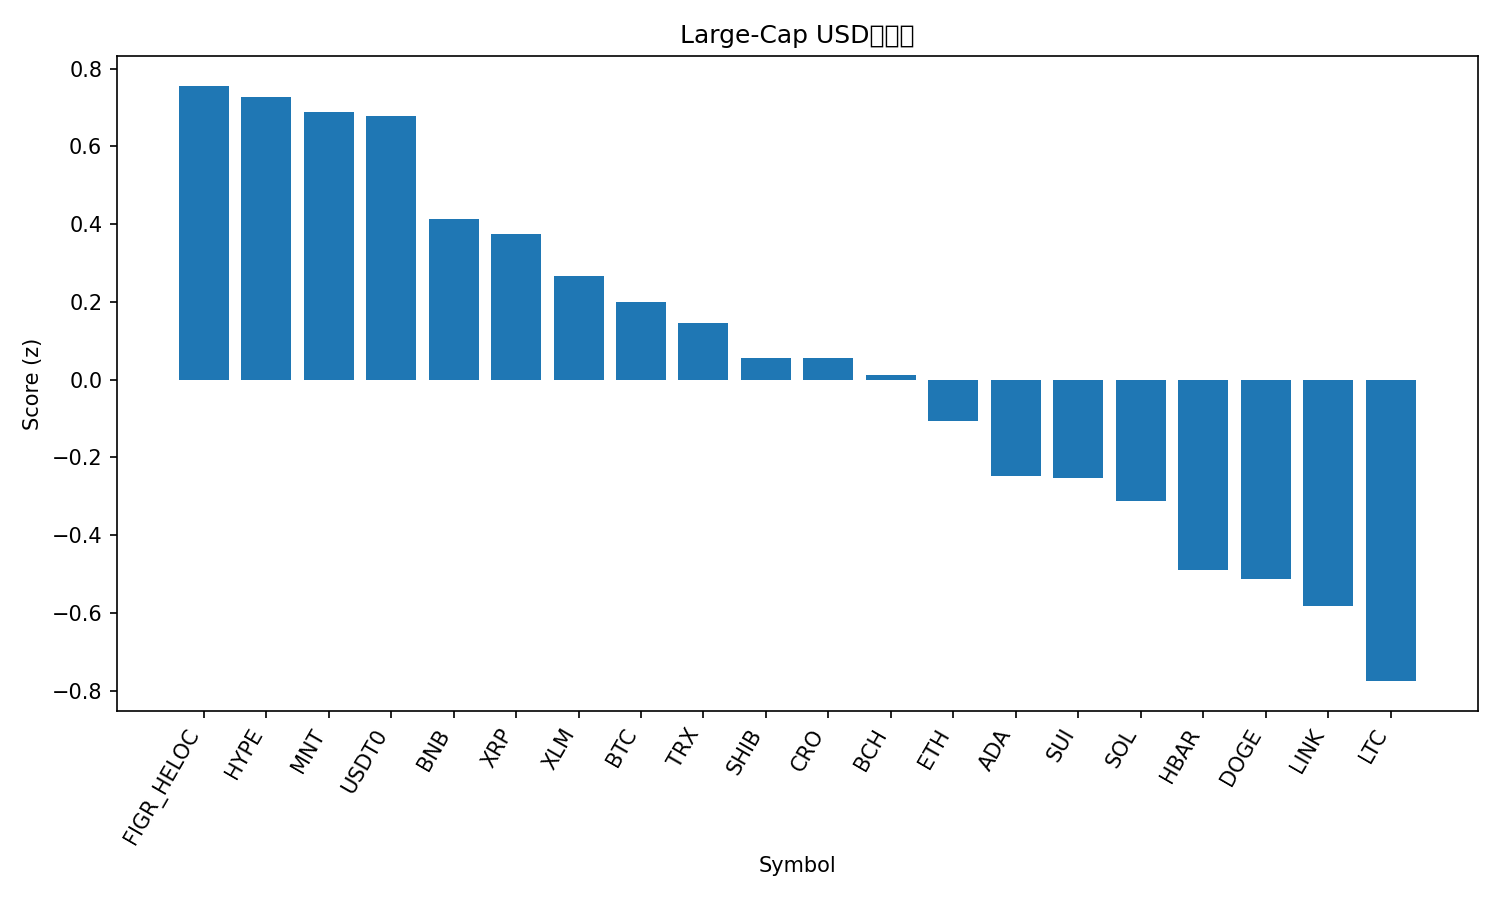 Large-Cap USD
Score (z)
0.8
0.6
0.4
0.2
0.0
−0.2
−0.4
−0.6
−0.8
FIGR_HELOC
HYPE
MNT
USDT0
BNB
XRP
XLM
BTC
TRX
SHIB
CRO
BCH
ETH
ADA
SUI
SOL
HBAR
DOGE
LINK
LTC
Symbol